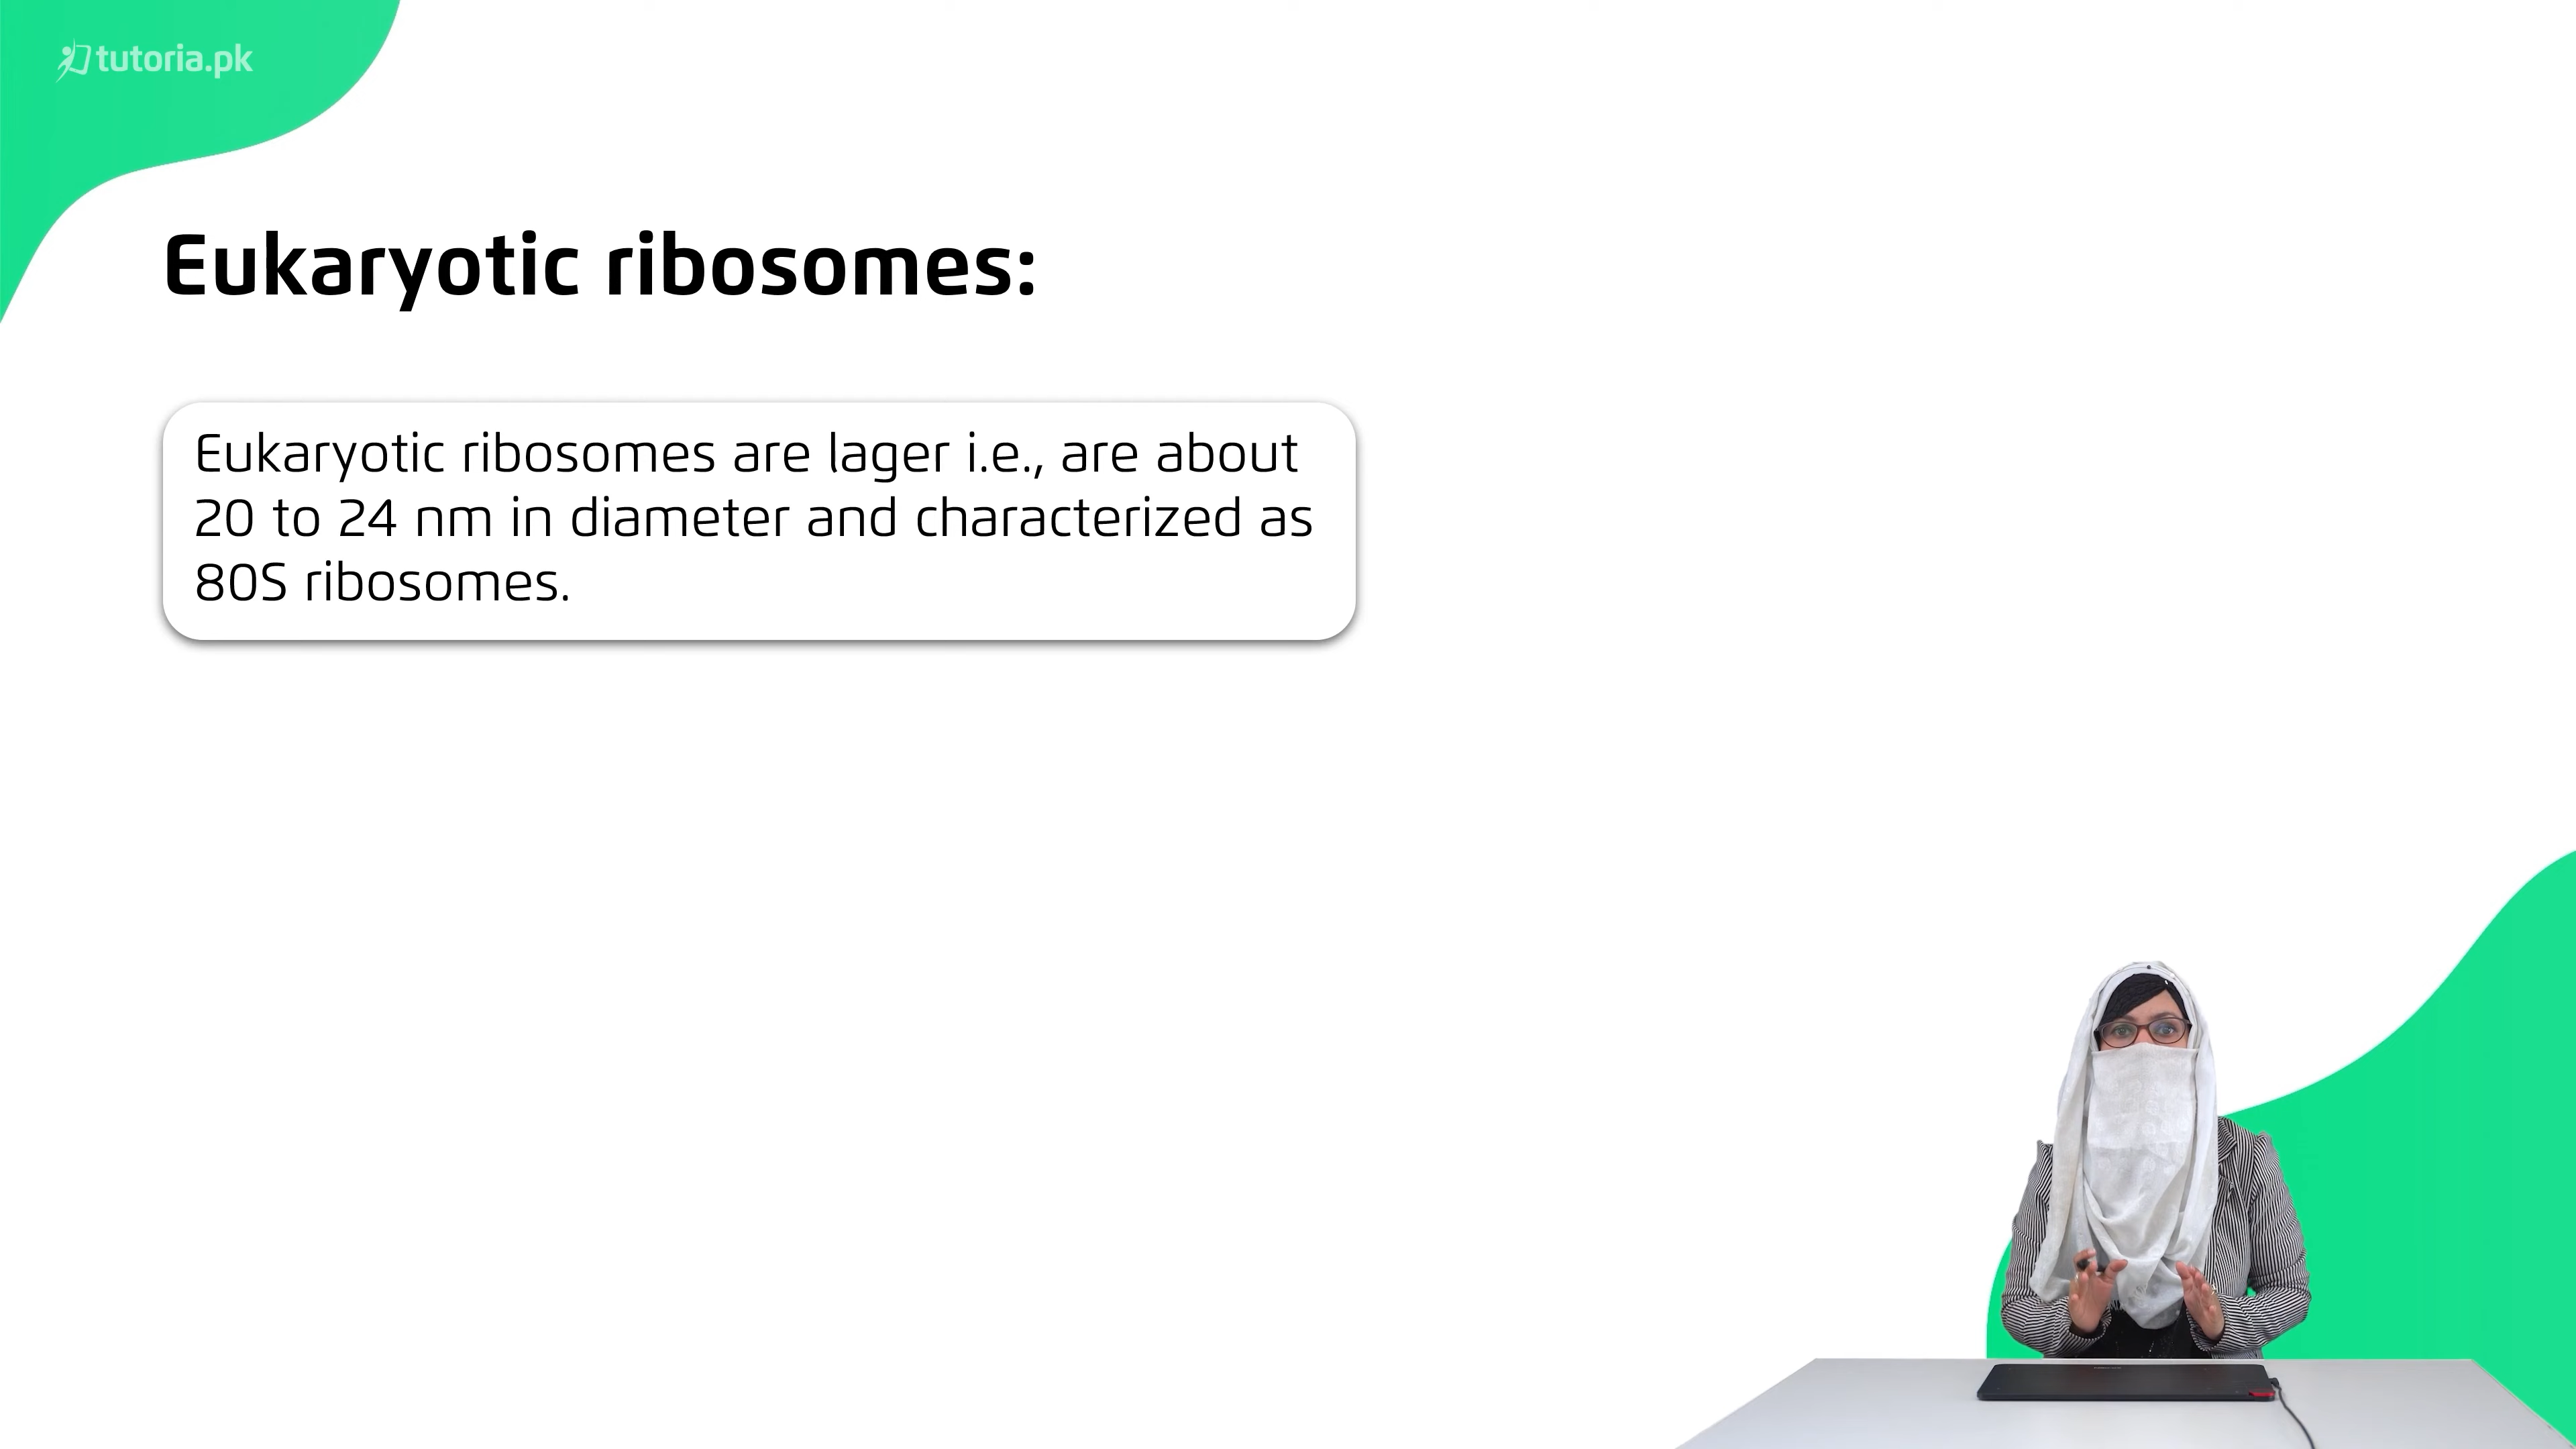 tutoria.pk
Eukaryotic ribosomes:
Eukaryotic ribosomes are lager i.e., are about
20 to 24 nm in diameter and characterized as
80S ribosomes.